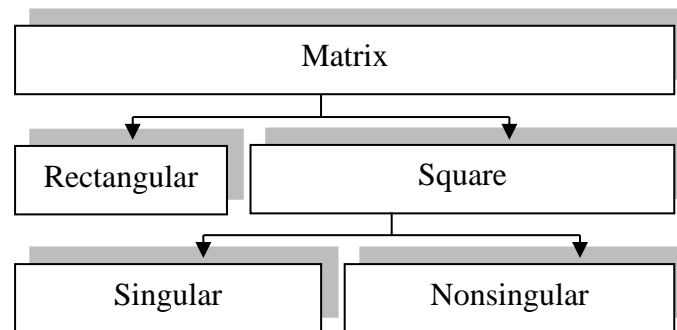 Matrix
Rectangular
Square
Singular
Nonsingular